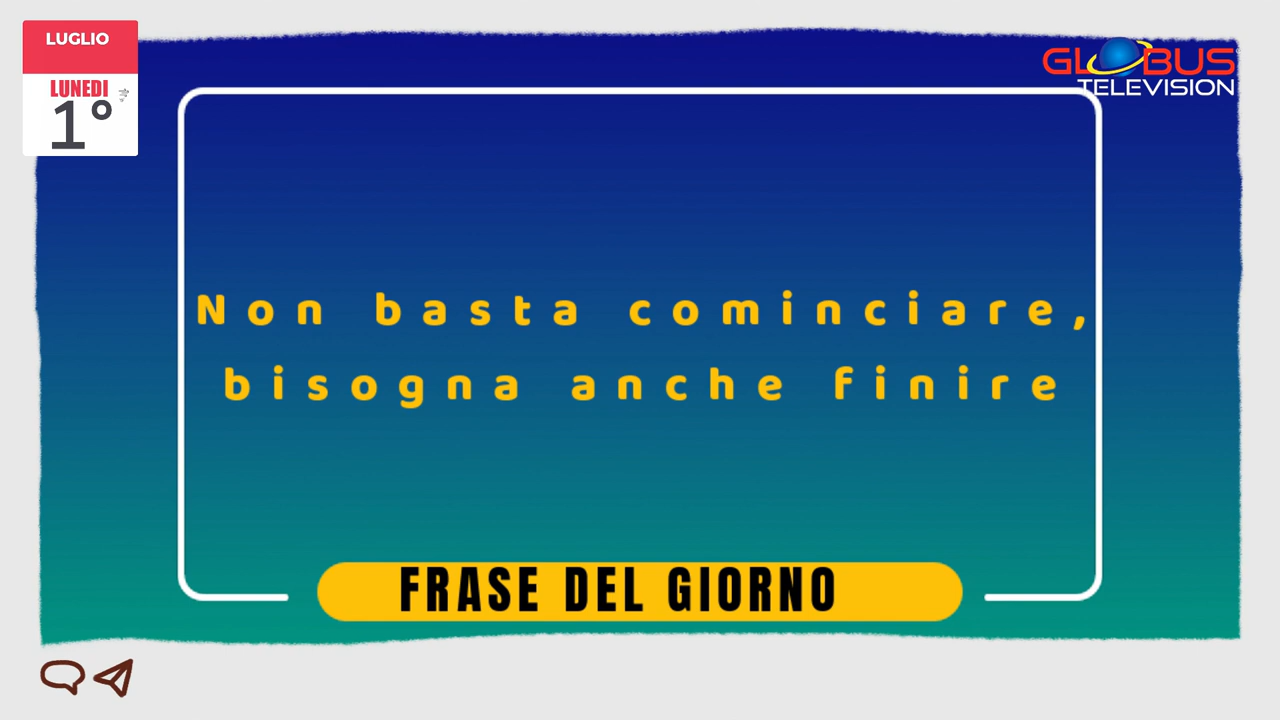 LUGLIO
LUNEDI
1°
GLOBUS
TELEVISION
Non basta cominciare,
bisogna anche finire
FRASE DEL GIORNO